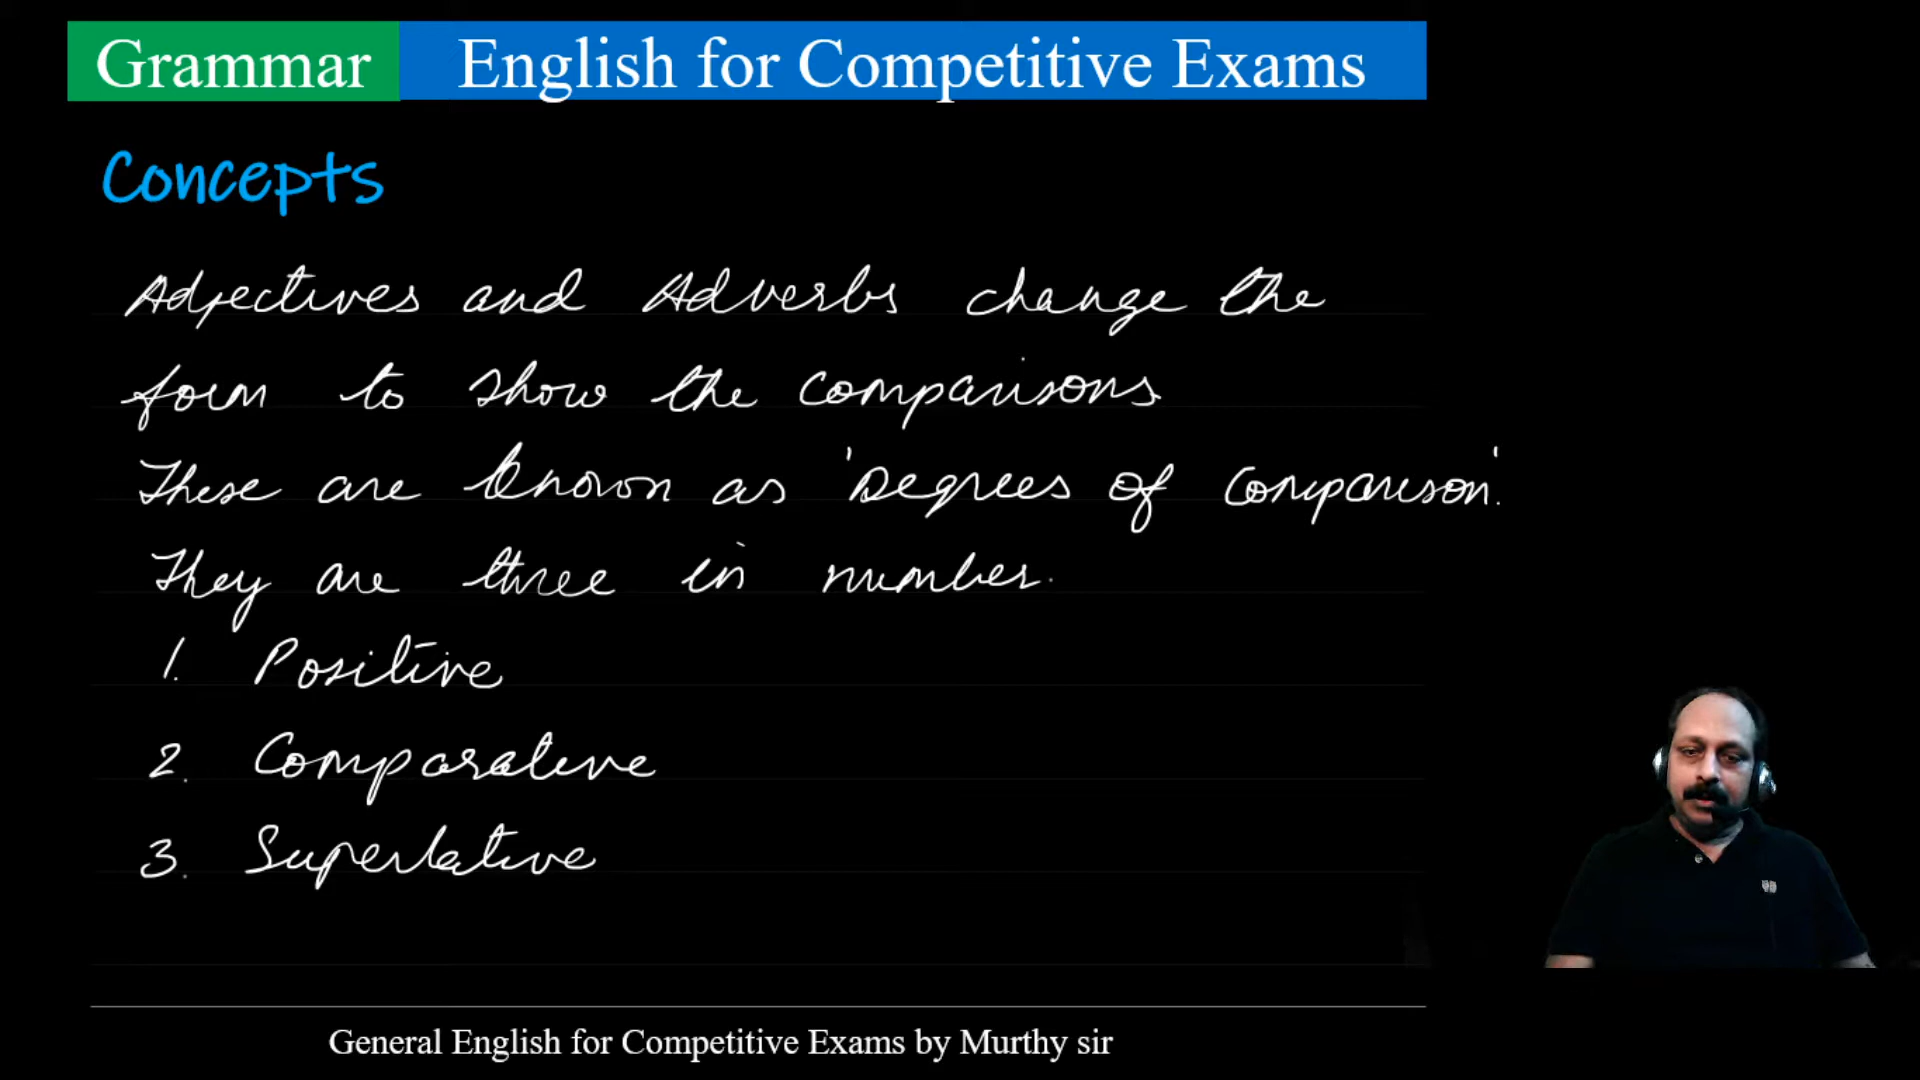 Grammar English for Competitive Exams
Concepts
Adjectives and Adverbs change the
form to show the comparisons.
These are known as 'Degrees of comparison'.
They are three in number.
1. Positive
2. Comparative
3. Superlative
General English for Competitive Exams by Murthy sir